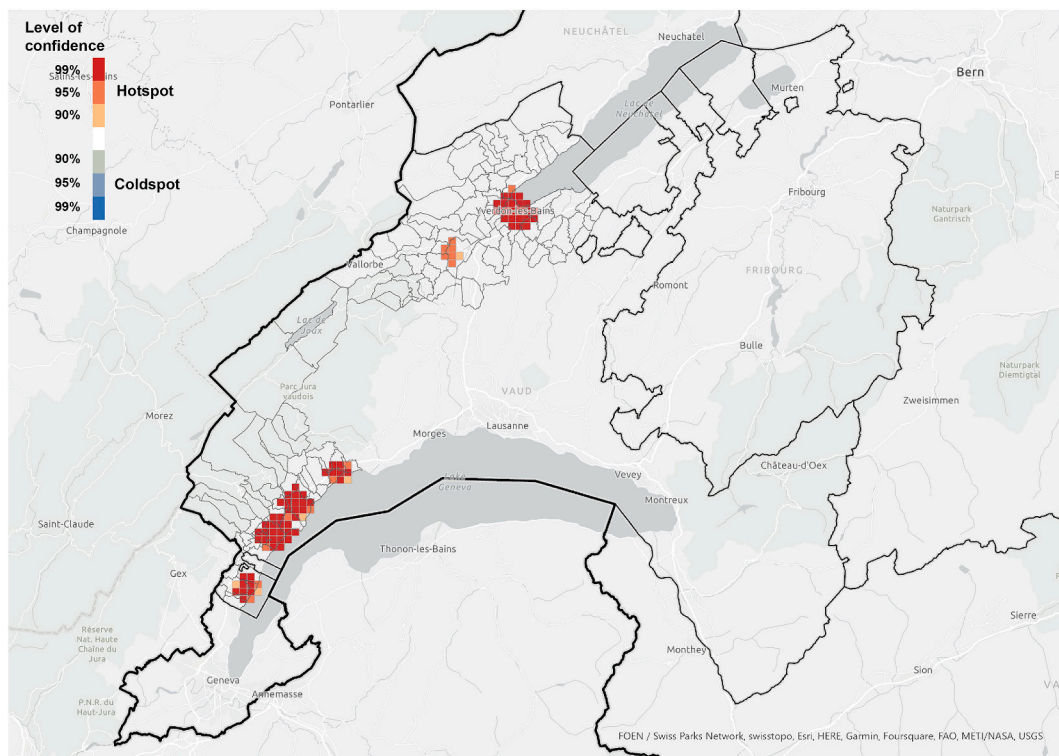 Level of
confidence
99%
Salins-les-Bains
95%
Hotspot
90%
90%
95%
Coldspot
99%
Champagnole
NEUCHÂTEL
Neuchatel
Bern
Pontarlier
Lac de
Neuchâtel
Murten
Fribourg
Naturpark
Gantrisch
Yverdon-les-Bains
Vallorbe
FRIBOURG
Romont
Lac de
Joux
Bulle
Naturpark
Diemtigtal
Parc Jura
vaudois
VAUD
Zweisimmen
Morez
Morges
Lausanne
Château-d'Oex
Vevey
Lake
Geneva
Montreux
Saint-Claude
Thonon-les-Bains
Gex
Sierre
Réserve
Nat. Haute
Chaîne du
Jura
Monthey
Sion
Geneva
Annemasse
VA
P.N.R. du
Haut-Jura
FOEN / Swiss Parks Network, swisstopo, Esri, HERE, Garmin, Foursquare, FAO, METI/NASA, USGS